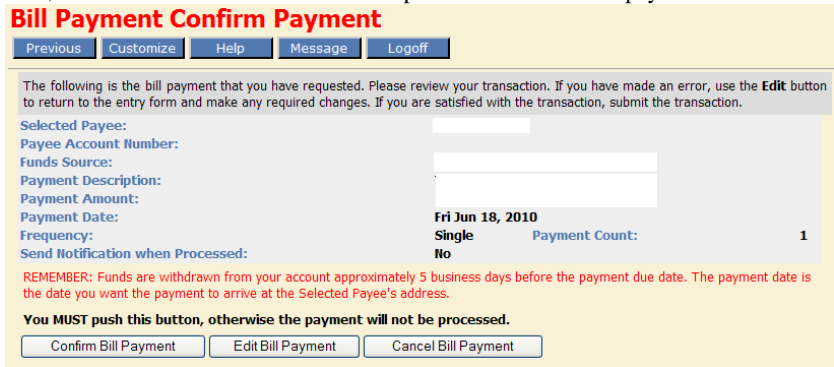 Bill Payment Confirm Payment
Previous Customize Help Message Logoff
The following is the bill payment that you have requested. Please review your transaction. If you have made an error, use the Edit button
to return to the entry form and make any required changes. If you are satisfied with the transaction, submit the transaction.
Selected Payee:
Payee Account Number:
Funds Source:
Payment Description:
Payment Amount:
Payment Date: Fri Jun 18, 2010
Frequency: Single Payment Count: 1
Send Notification when Processed: No
REMEMBER: Funds are withdrawn from your account approximately 5 business days before the payment due date. The payment date is
the date you want the payment to arrive at the Selected Payee's address.
You MUST push this button, otherwise the payment will not be processed.
Confirm Bill Payment Edit Bill Payment Cancel Bill Payment